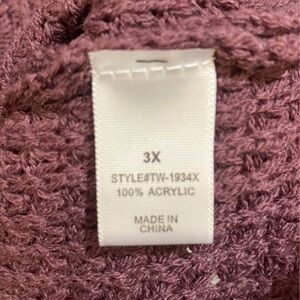 3X
STYLE#TW-1934X
100% ACRYLIC
MADE IN
CHINA